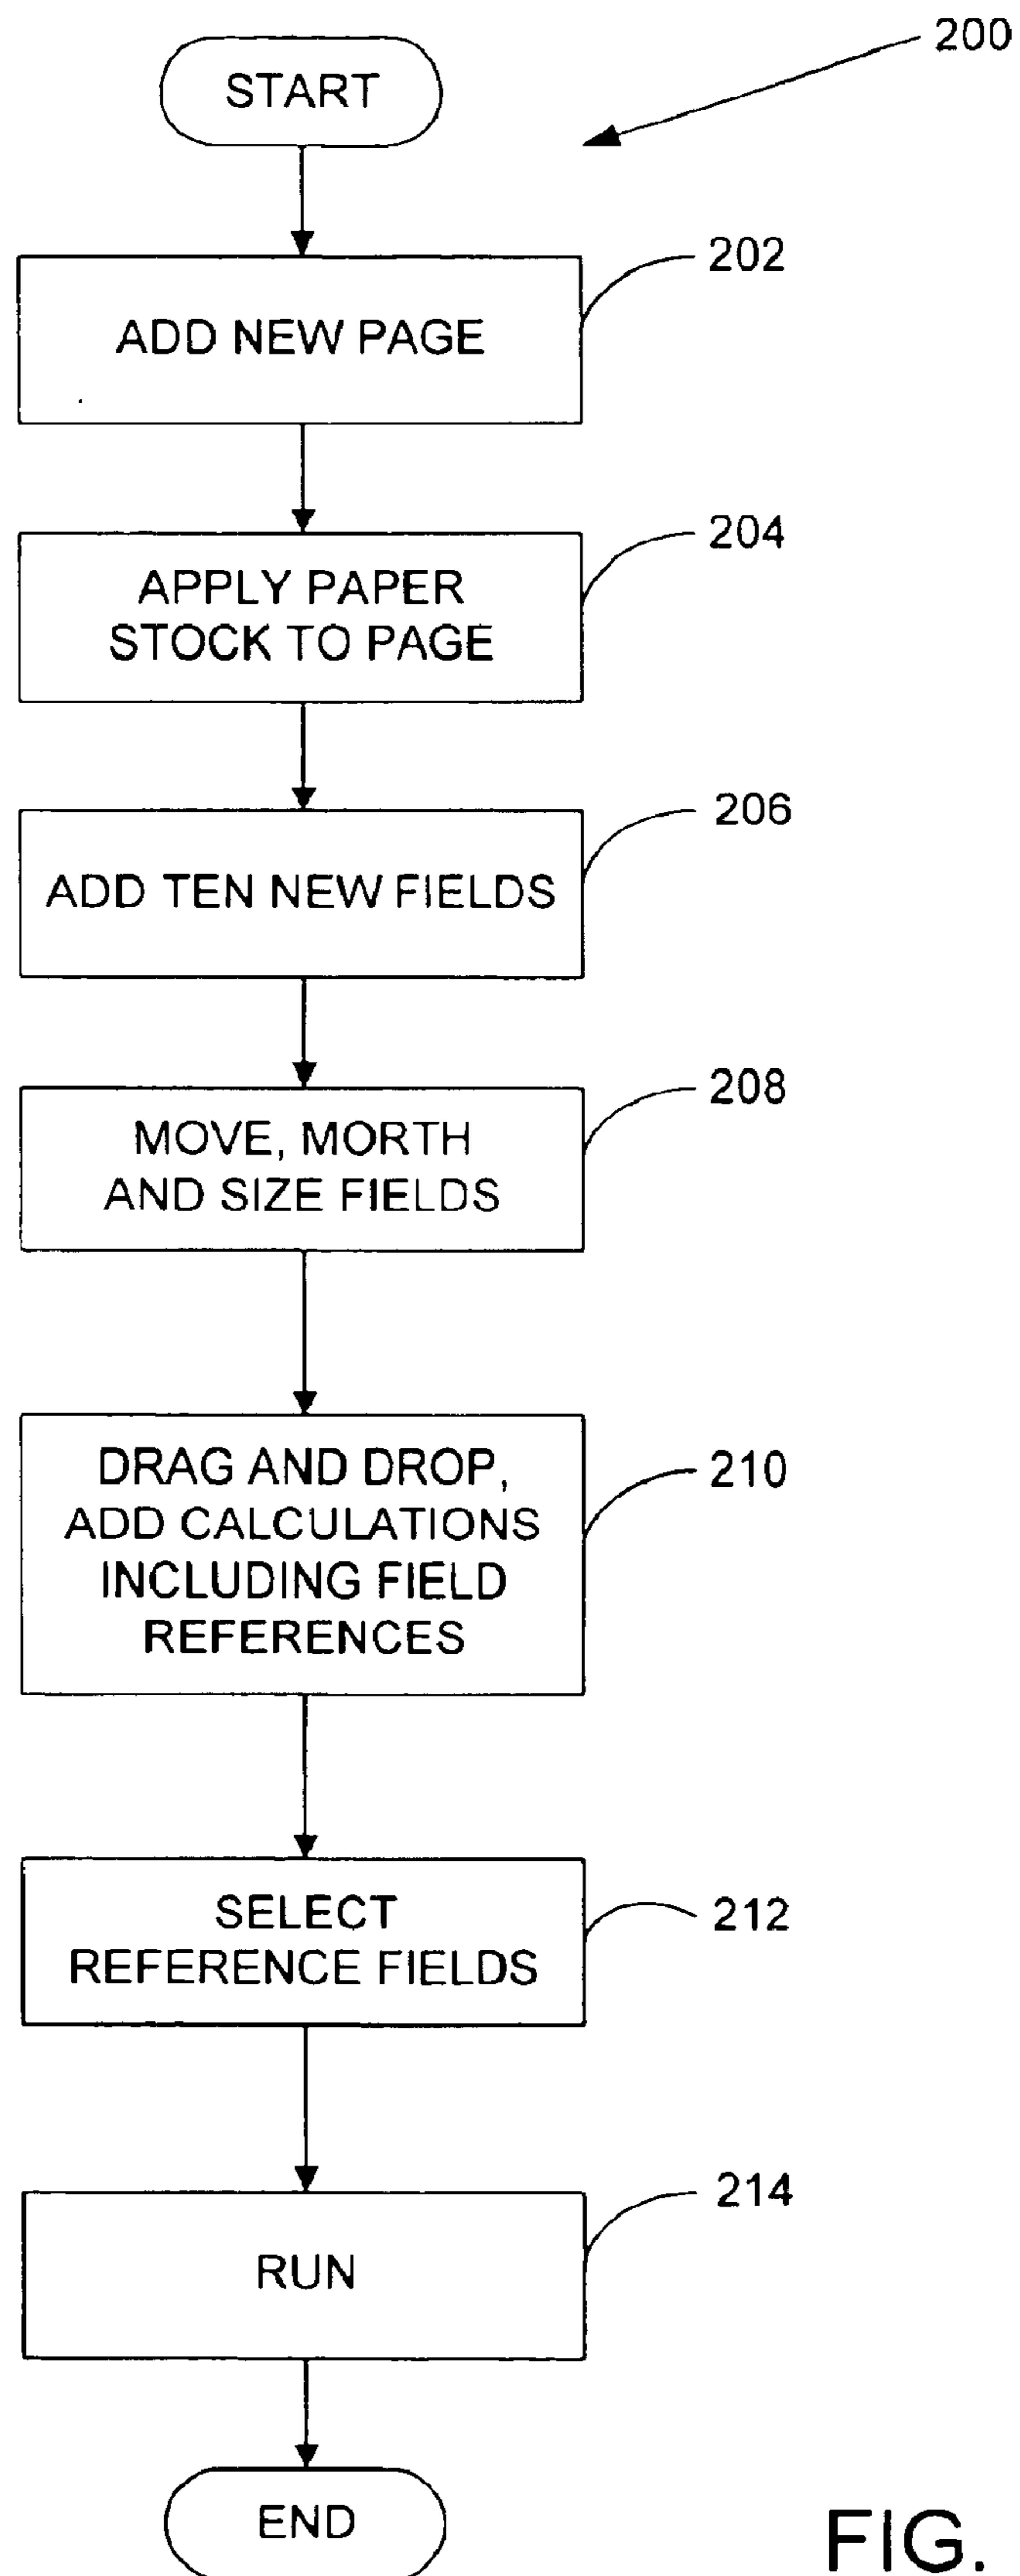 200
START
202
ADD NEW PAGE
204
APPLY PAPER
STOCK TO PAGE
206
ADD TEN NEW FIELDS
208
MOVE, MORTH
AND SIZE FIELDS
210
DRAG AND DROP,
ADD CALCULATIONS
INCLUDING FIELD
REFERENCES
212
SELECT
REFERENCE FIELDS
214
RUN
END
FIG.